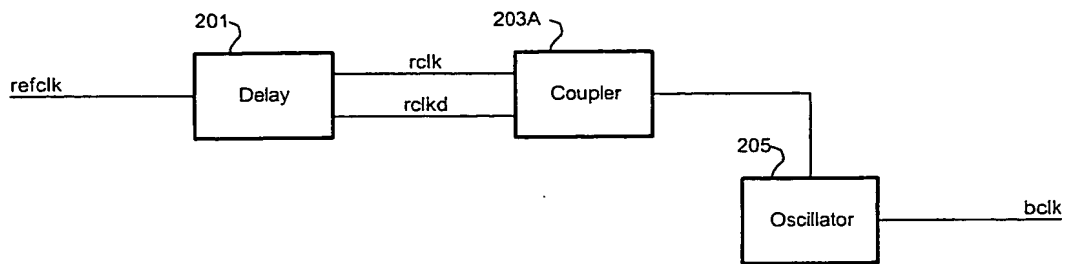 201
203A
refclk
Delay
rclk
rclkd
Coupler
205
Oscillator
bclk